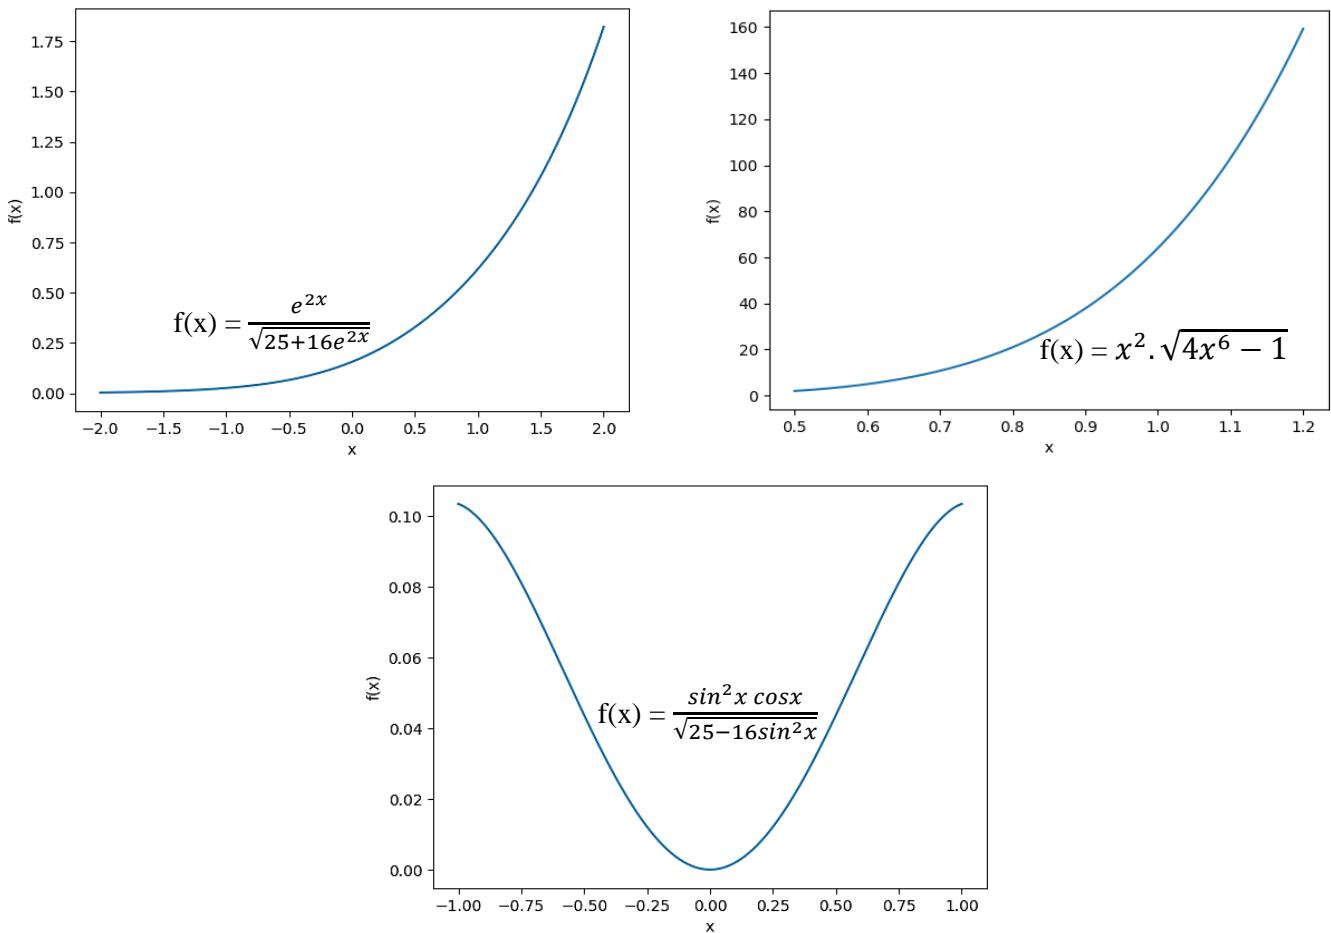 1.75
1.50
1.25
1.00
0.75
0.50
0.25
0.00
f(x)
f(x) = e^{2x} / √(25+16e^{2x})
−2.0 −1.5 −1.0 −0.5 0.0 0.5 1.0 1.5 2.0
x
160
140
120
100
80
60
40
20
0
f(x)
f(x) = x². √(4x⁶ − 1)
0.5 0.6 0.7 0.8 0.9 1.0 1.1 1.2
x
0.10
0.08
0.06
0.04
0.02
0.00
f(x)
f(x) = sin²x cosx / √(25−16sin²x)
−1.00 −0.75 −0.50 −0.25 0.00 0.25 0.50 0.75 1.00
x